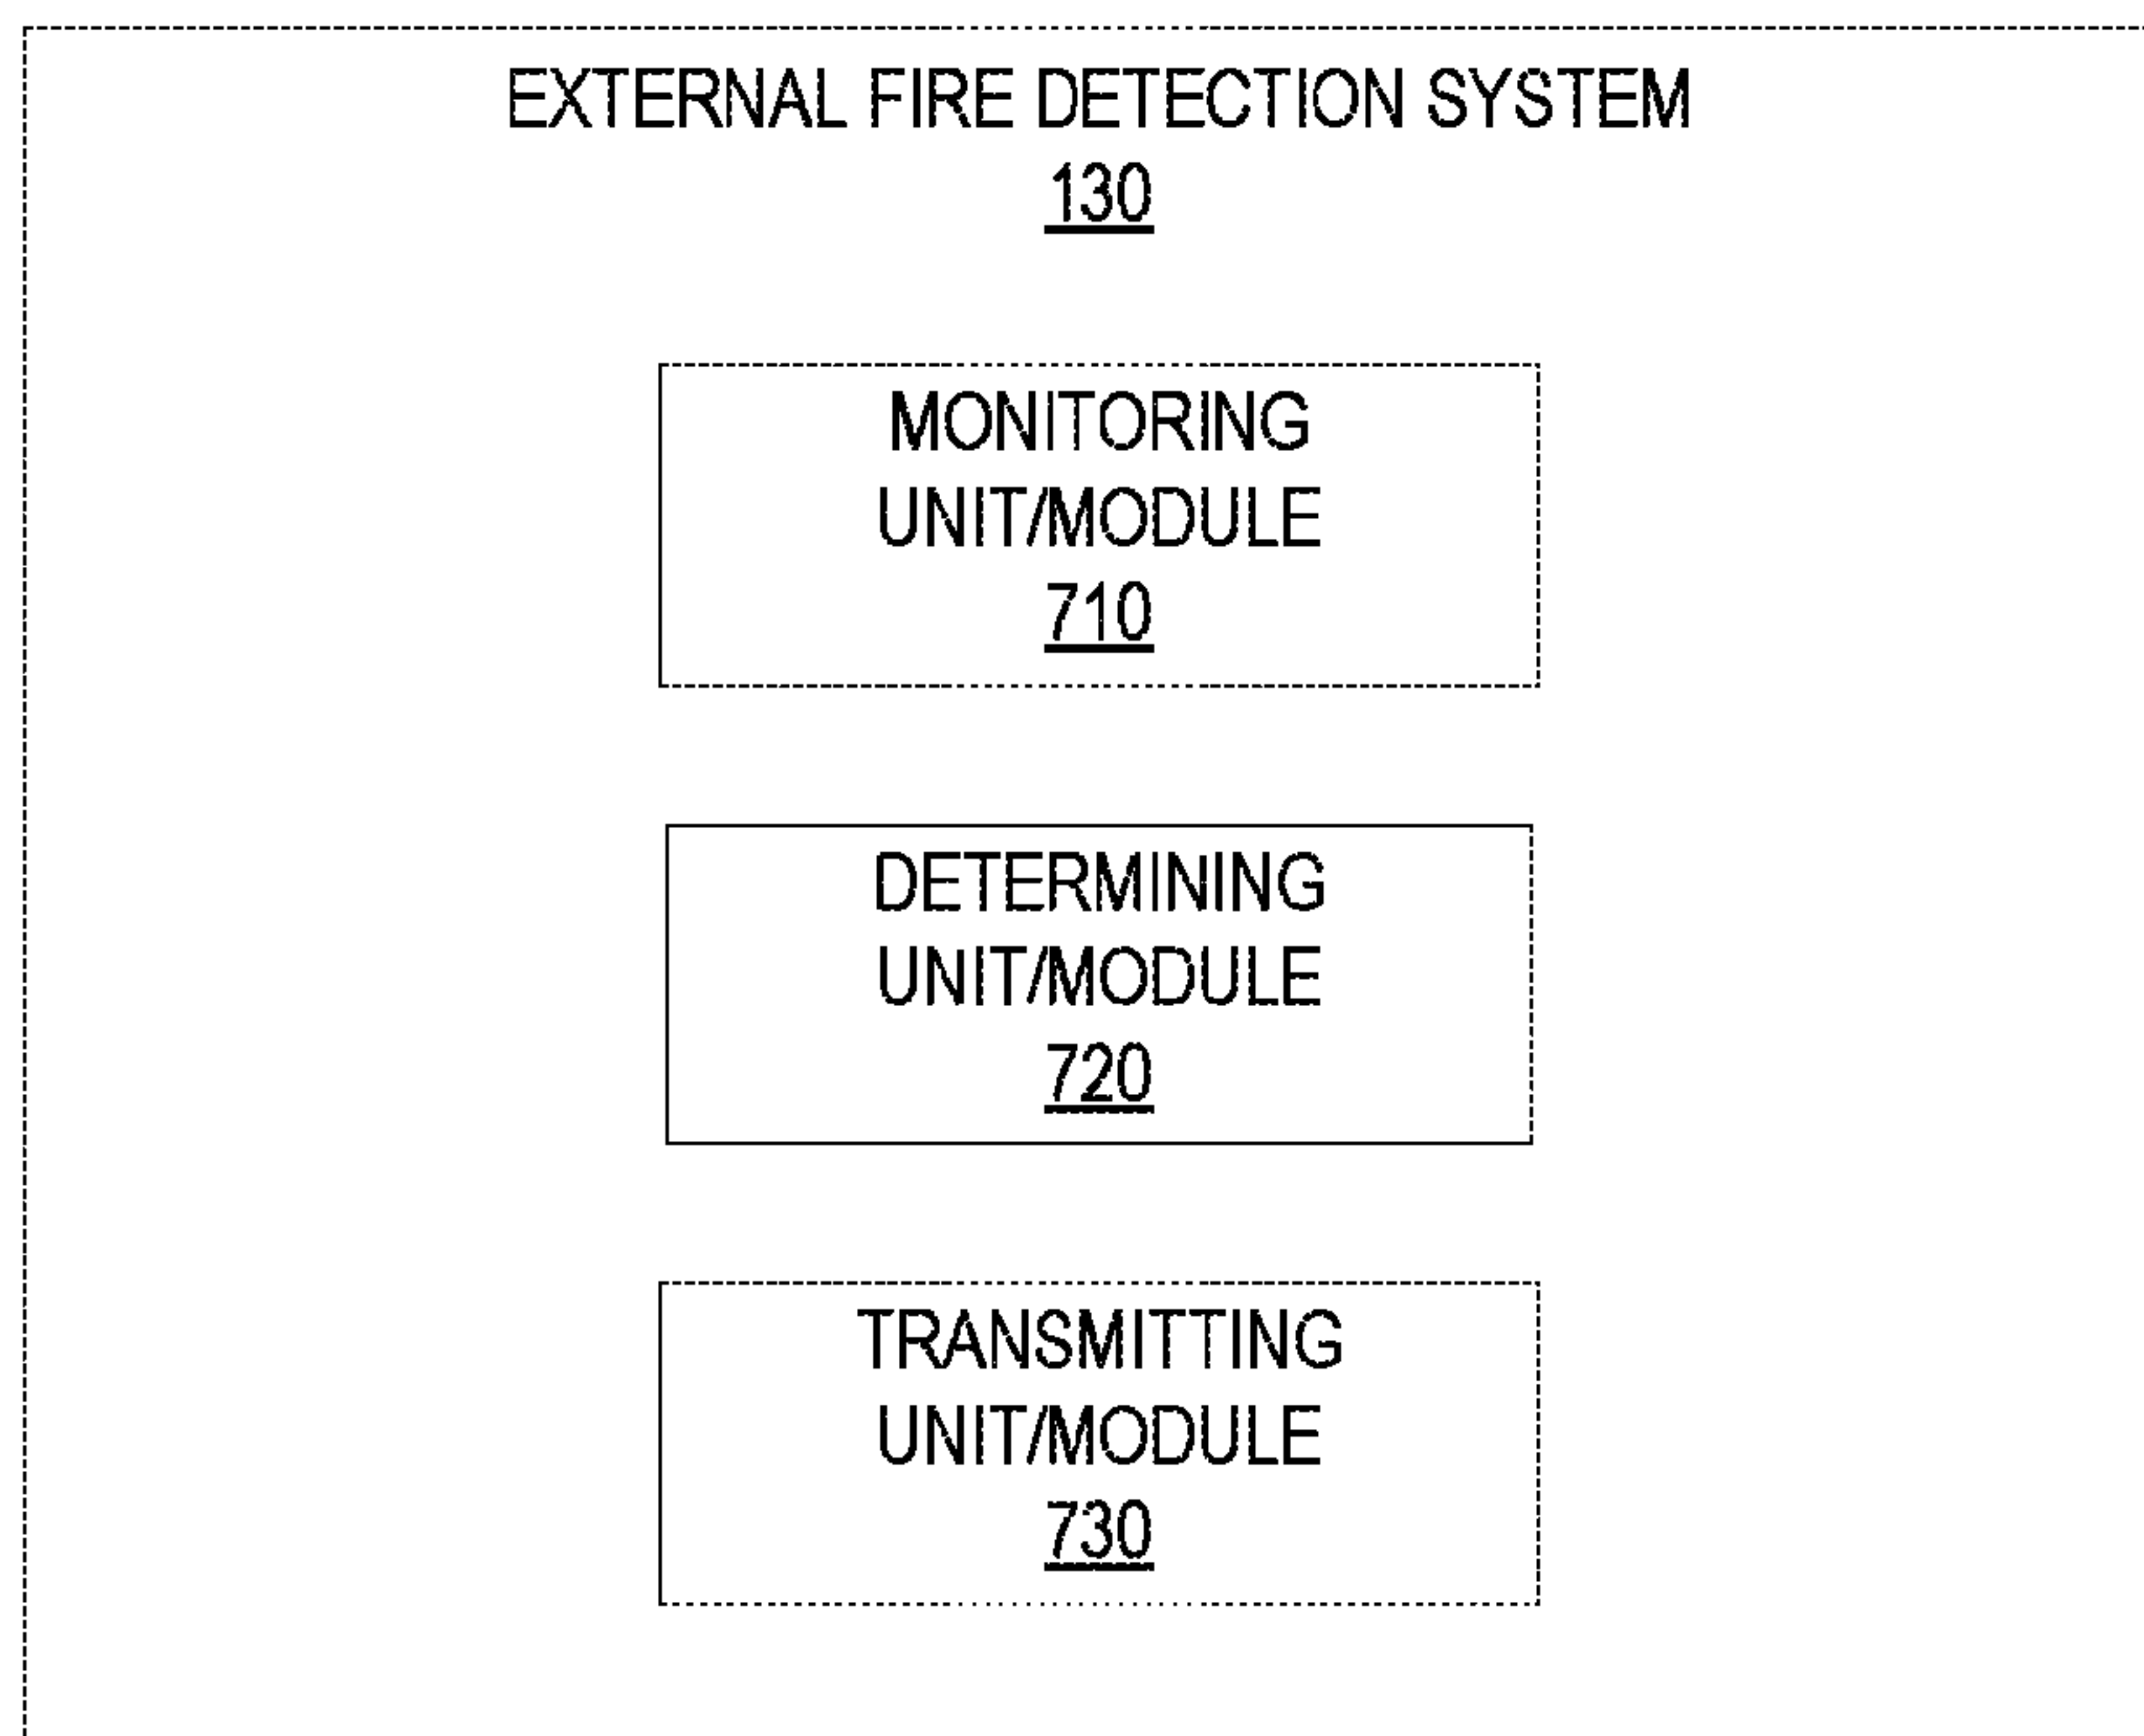 EXTERNAL FIRE DETECTION SYSTEM
130
MONITORING
UNIT/MODULE
710
DETERMINING
UNIT/MODULE
720
TRANSMITTING
UNIT/MODULE
730